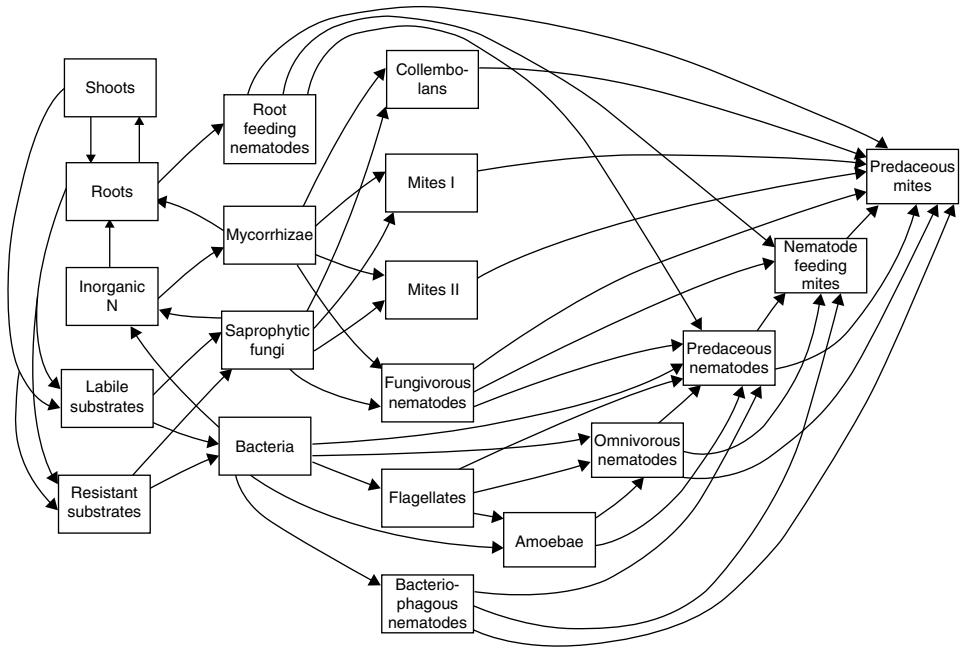 Shoots
Roots
Inorganic
N
Labile
substrates
Resistant
substrates
Root
feeding
nematodes
Mycorrhizae
Saprophytic
fungi
Bacteria
Collembo-
lans
Mites I
Mites II
Fungivorous
nematodes
Flagellates
Amoebae
Bacterio-
phagous
nematodes
Omnivorous
nematodes
Predaceous
nematodes
Nematode
feeding
mites
Predaceous
mites